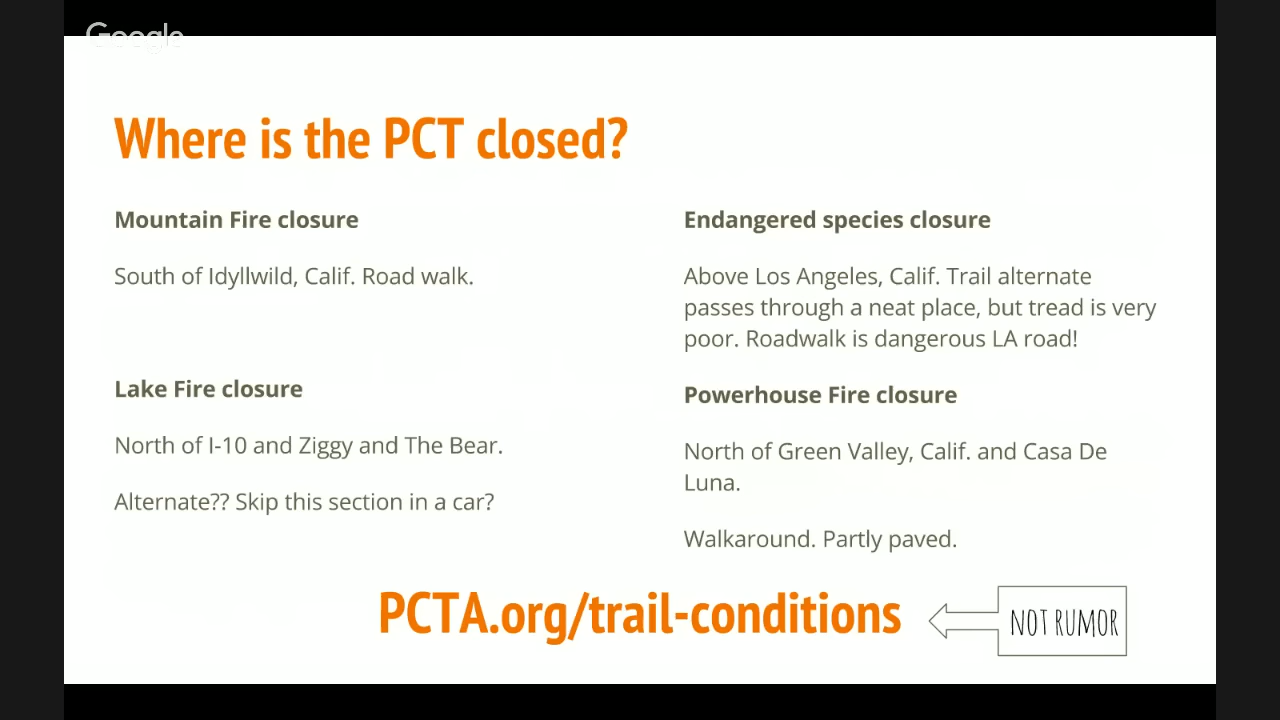 Google
Where is the PCT closed?
Mountain Fire closure
South of Idyllwild, Calif. Road walk.
Lake Fire closure
North of I-10 and Ziggy and The Bear.
Alternate?? Skip this section in a car?
Endangered species closure
Above Los Angeles, Calif. Trail alternate
passes through a neat place, but tread is very
poor. Roadwalk is dangerous LA road!
Powerhouse Fire closure
North of Green Valley, Calif. and Casa De
Luna.
Walkaround. Partly paved.
PCTA.org/trail-conditions
NOT RUMOR